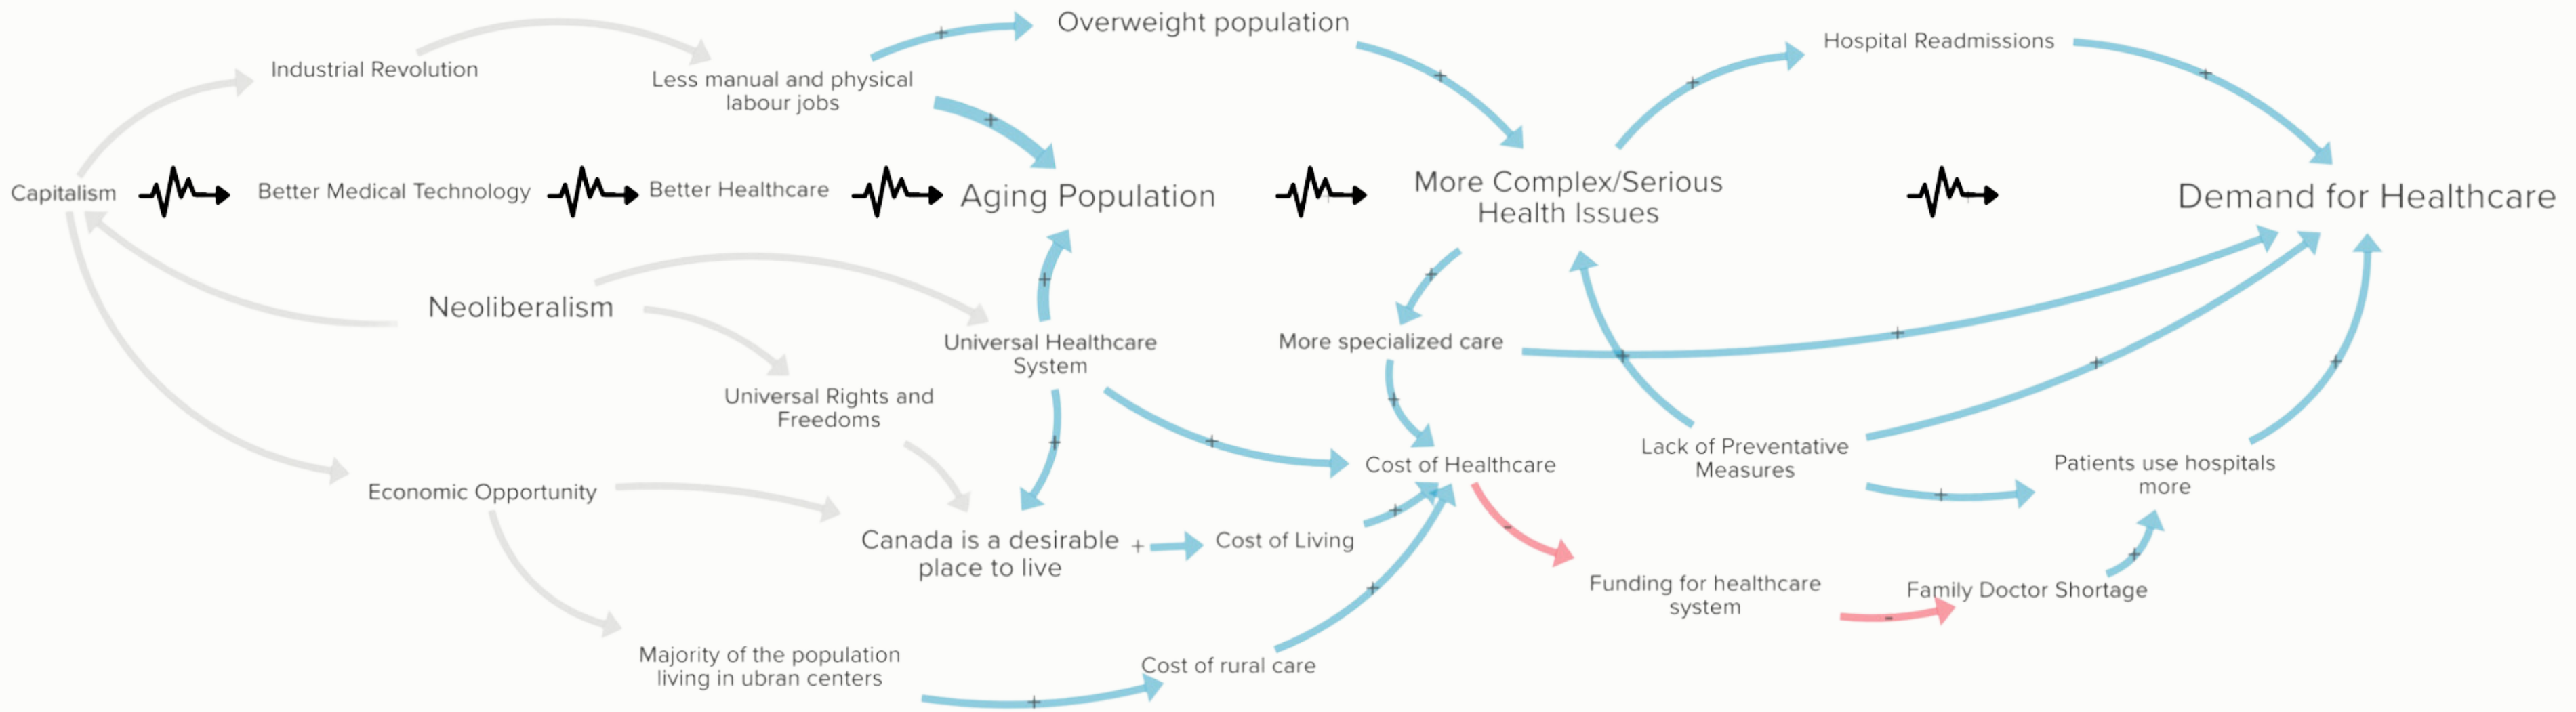 Overweight population
Hospital Readmissions
Industrial Revolution
Less manual and physical
labour jobs
Capitalism
Better Medical Technology
Better Healthcare
Aging Population
More Complex/Serious
Health Issues
Demand for Healthcare
Neoliberalism
Universal Healthcare
System
More specialized care
Universal Rights and
Freedoms
Lack of Preventative
Measures
Cost of Healthcare
Patients use hospitals
more
Economic Opportunity
Canada is a desirable
place to live
Cost of Living
Funding for healthcare
system
Family Doctor Shortage
Majority of the population
living in ubran centers
Cost of rural care